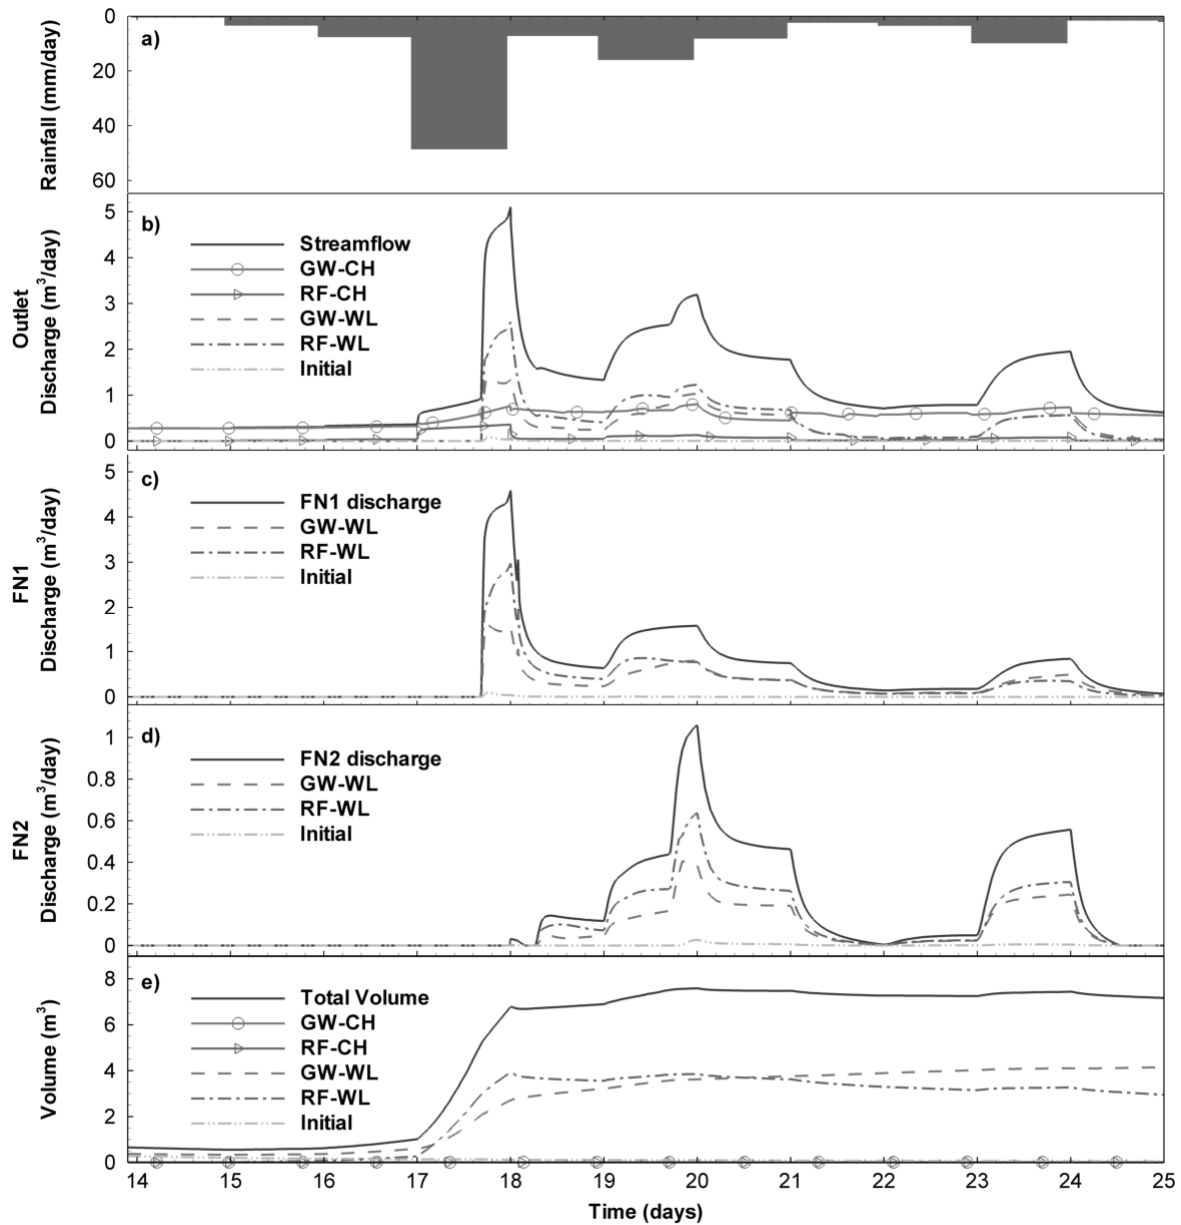 a)
0
20
40
60
Rainfall (mm/day)
b)
5
4
3
2
1
0
Outlet
Discharge (m³/day)
Streamflow
GW-CH
RF-CH
GW-WL
RF-WL
Initial
c)
5
4
3
2
1
0
FN1
Discharge (m³/day)
FN1 discharge
GW-WL
RF-WL
Initial
d)
1
0.8
0.6
0.4
0.2
0
FN2
Discharge (m³/day)
FN2 discharge
GW-WL
RF-WL
Initial
e)
8
6
4
2
0
Volume (m³)
Total Volume
GW-CH
RF-CH
GW-WL
RF-WL
Initial
14 15 16 17 18 19 20 21 22 23 24 25
Time (days)